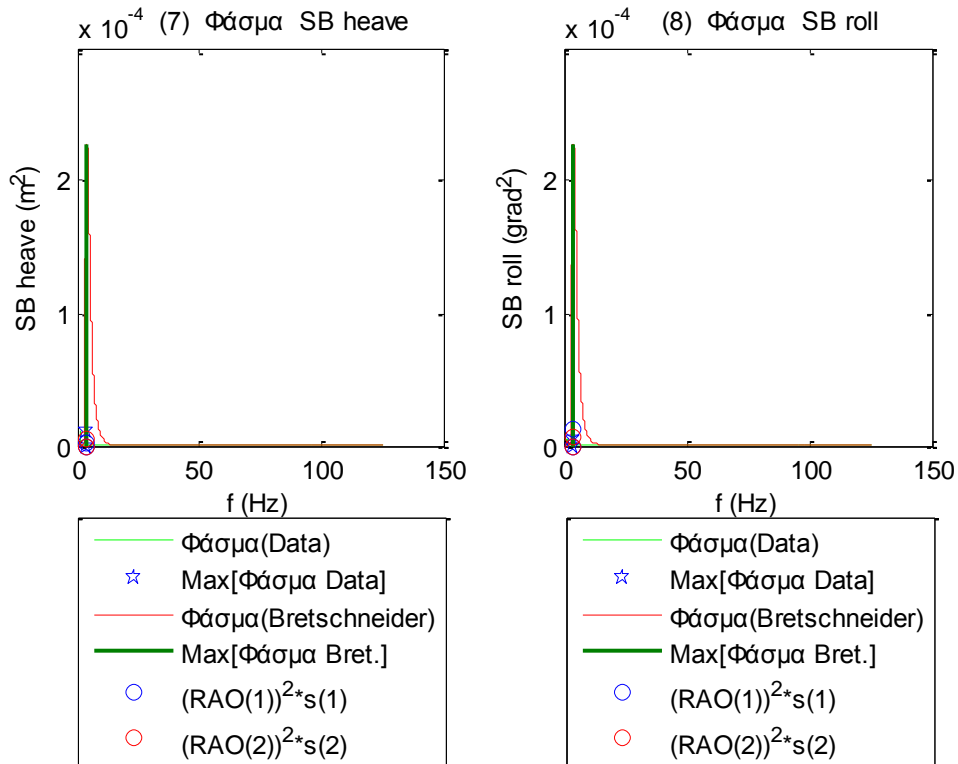 x 10⁻⁴ (7) Φάσμα SB heave
SB heave (m²)
2
1
0
0 50 100 150
f (Hz)
Φάσμα(Data)
Max[Φάσμα Data]
Φάσμα(Bretschneider)
Max[Φάσμα Bret.]
(RAO(1))²*s(1)
(RAO(2))²*s(2)
x 10⁻⁴ (8) Φάσμα SB roll
SB roll (grad²)
2
1
0
0 50 100 150
f (Hz)
Φάσμα(Data)
Max[Φάσμα Data]
Φάσμα(Bretschneider)
Max[Φάσμα Bret.]
(RAO(1))²*s(1)
(RAO(2))²*s(2)